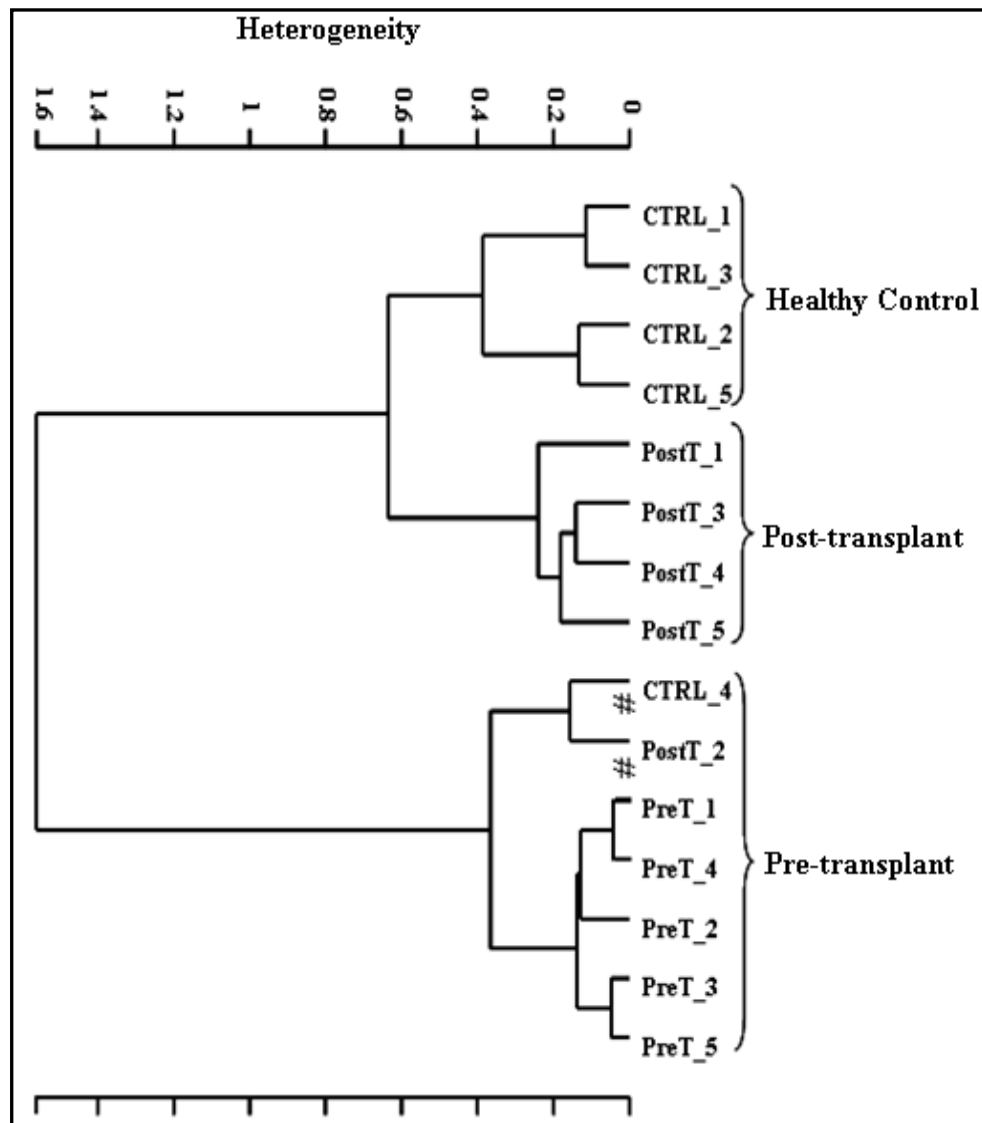 Heterogeneity
1.6 1.4 1.2 1 0.8 0.6 0.4 0.2 0
CTRL_1
CTRL_3
Healthy Control
CTRL_2
CTRL_5
PostT_1
PostT_3
Post-transplant
PostT_4
PostT_5
CTRL_4
#
PostT_2
#
PreT_1
PreT_4
Pre-transplant
PreT_2
PreT_3
PreT_5